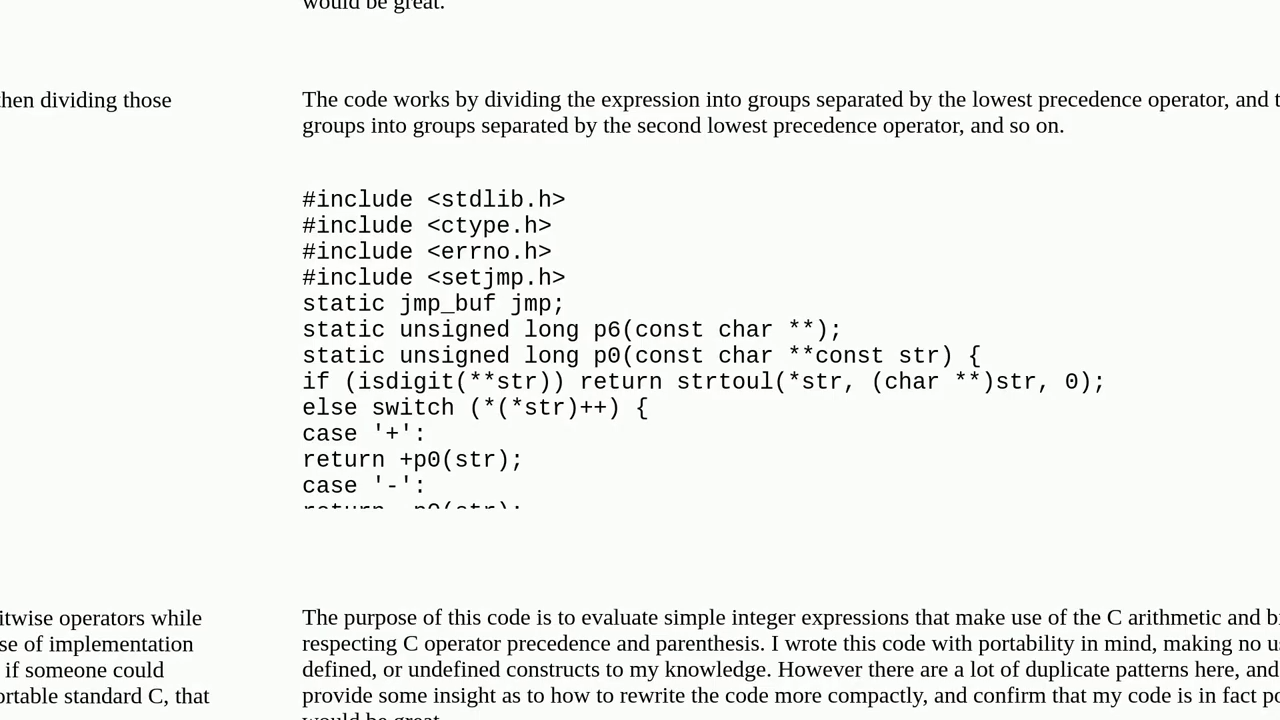 would be great.
then dividing those
The code works by dividing the expression into groups separated by the lowest precedence operator, and t
groups into groups separated by the second lowest precedence operator, and so on.
#include <stdlib.h>
#include <ctype.h>
#include <errno.h>
#include <setjmp.h>
static jmp_buf jmp;
static unsigned long p6(const char **);
static unsigned long p0(const char **const str) {
if (isdigit(**str)) return strtoul(*str, (char **)str, 0);
else switch (*(*str)++) {
case '+':
return +p0(str);
case '-':
itwise operators while
se of implementation
if someone could
ortable standard C, that
The purpose of this code is to evaluate simple integer expressions that make use of the C arithmetic and bi
respecting C operator precedence and parenthesis. I wrote this code with portability in mind, making no us
defined, or undefined constructs to my knowledge. However there are a lot of duplicate patterns here, and
provide some insight as to how to rewrite the code more compactly, and confirm that my code is in fact po
would be great.